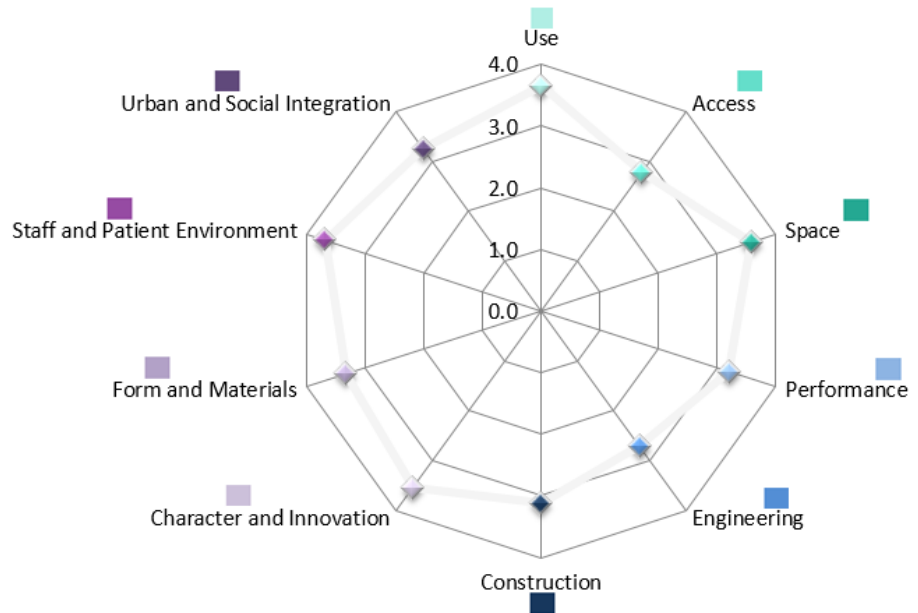 Use
4.0
Urban and Social Integration
Access
3.0
2.0
Staff and Patient Environment
Space
1.0
0.0
Form and Materials
Performance
Character and Innovation
Engineering
Construction